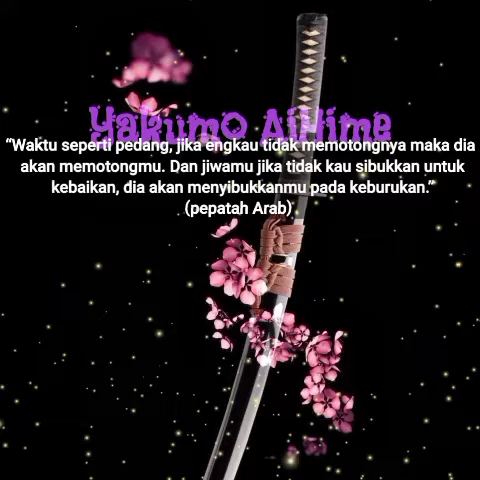 Yakumo AiHime
“Waktu seperti pedang, jika engkau tidak memotongnya maka dia
akan memotongmu. Dan jiwamu jika tidak kau sibukkan untuk
kebaikan, dia akan menyibukkanmu pada keburukan.”
(pepatah Arab)